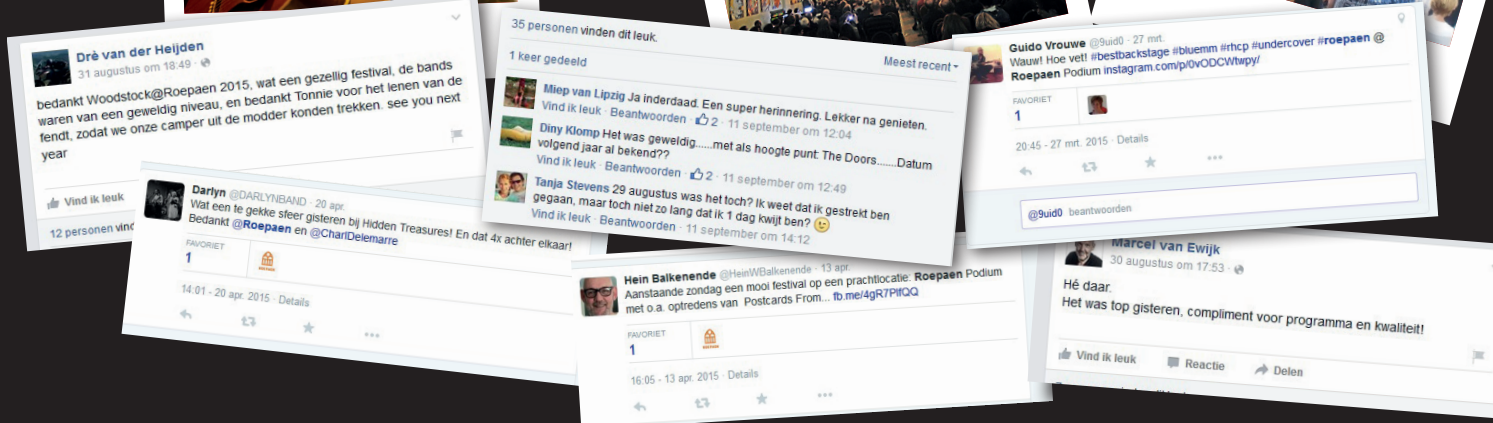 Drè van der Heijden
31 augustus om 18:49 ·
bedankt Woodstock@Roepaen 2015, wat een gezellig festival, de bands
waren van een geweldig niveau, en bedankt Tonnie voor het lenen van de
fendt, zodat we onze camper uit de modder konden trekken. see you next
year
Vind ik leuk
12 personen vind
Darlyn @DARLYNBAND · 20 apr.
Wat een te gekke sfeer gisteren bij Hidden Treasures! En dat 4x achter elkaar!
Bedankt @Roepaen en @CharlDelemarre
FAVORIET
1
14:01 - 20 apr. 2015 · Details
35 personen vinden dit leuk.
1 keer gedeeld
Meest recent
Miep van Lipzig Ja inderdaad. Een super herinnering. Lekker na genieten.
Vind ik leuk · Beantwoorden · 2 · 11 september om 12:04
Diny Klomp Het was geweldig......met als hoogte punt: The Doors.......Datum
volgend jaar al bekend??
Vind ik leuk · Beantwoorden · 2 · 11 september om 12:49
Tanja Stevens 29 augustus was het toch? Ik weet dat ik gestrekt ben
gegaan, maar toch niet zo lang dat ik 1 dag kwijt ben? 😉
Vind ik leuk · Beantwoorden · 11 september om 14:12
Hein Balkenende @HeinWBalkenende · 13 apr.
Aanstaande zondag een mooi festival op een prachtlocatie: Roepaen Podium
met o.a. optredens van Postcards From... fb.me/4gR7PlfQQ
FAVORIET
1
16:05 - 13 apr. 2015 · Details
Guido Vrouwe @9uid0 · 27 mrt.
Wauw! Hoe vet! #bestbackstage #bluemm #rhcp #undercover #roepaen @
Roepaen Podium instagram.com/p/0vODCWtwpy/
FAVORIET
1
20:45 - 27 mrt. 2015 · Details
@9uid0 beantwoorden
Marcel van Ewijk
30 augustus om 17:53 ·
Hé daar.
Het was top gisteren, compliment voor programma en kwaliteit!
Vind ik leuk Reactie Delen